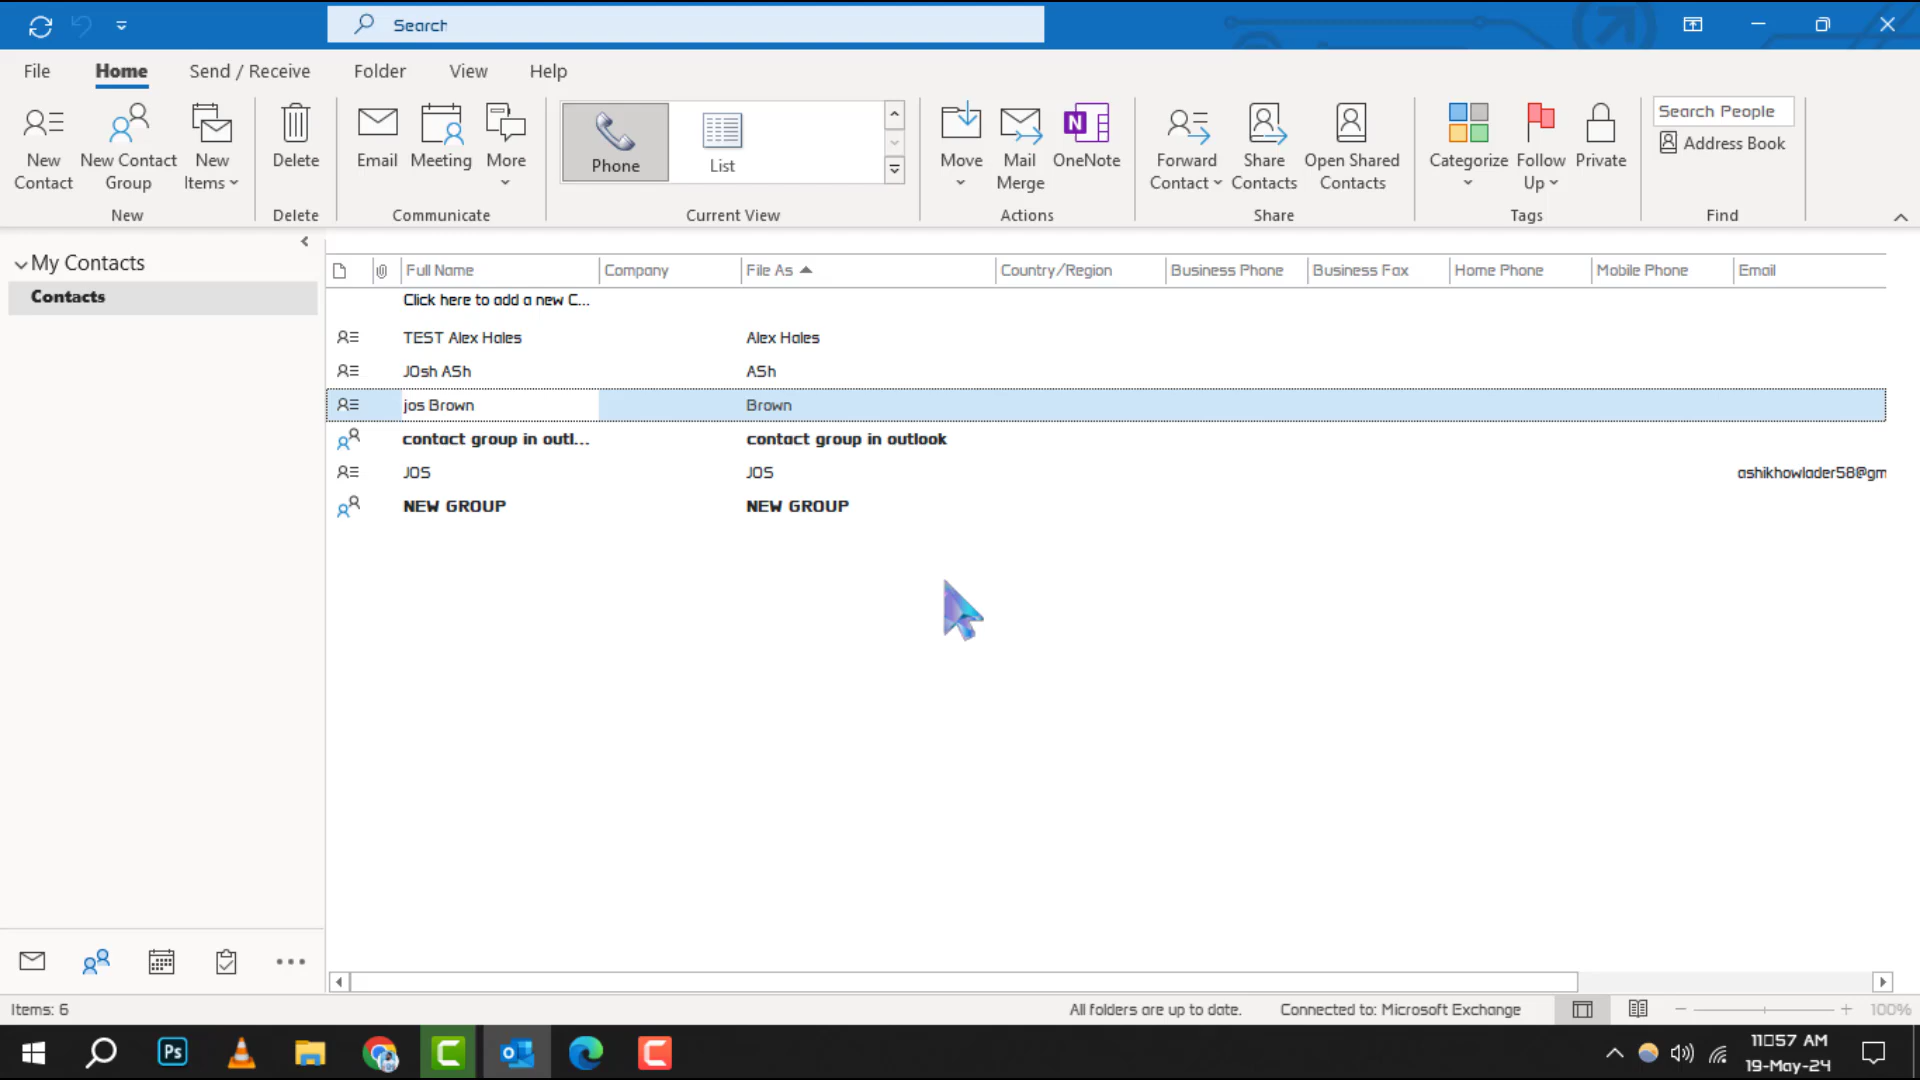 Search
File Home Send / Receive Folder View Help
New Contact
New Contact Group
New Items
New
Delete
Delete
Email
Meeting
More
Communicate
Phone
List
Current View
Move
Mail Merge
N
OneNote
Actions
Forward Contact
Share Contacts
Open Shared Contacts
Share
Categorize
Follow Up
Private
Tags
Search People
Address Book
Find
My Contacts
Contacts
Full Name Company File As Country/Region Business Phone Business Fax Home Phone Mobile Phone Email
Click here to add a new C...
TEST Alex Hales Alex Hales
JOsh ASh ASh
jos Brown Brown
contact group in outl... contact group in outlook
JOS JOS ashikhowlader58@gm
NEW GROUP NEW GROUP
Items: 6 All folders are up to date. Connected to: Microsoft Exchange 100%
Ps
11□57 AM
19-May-24